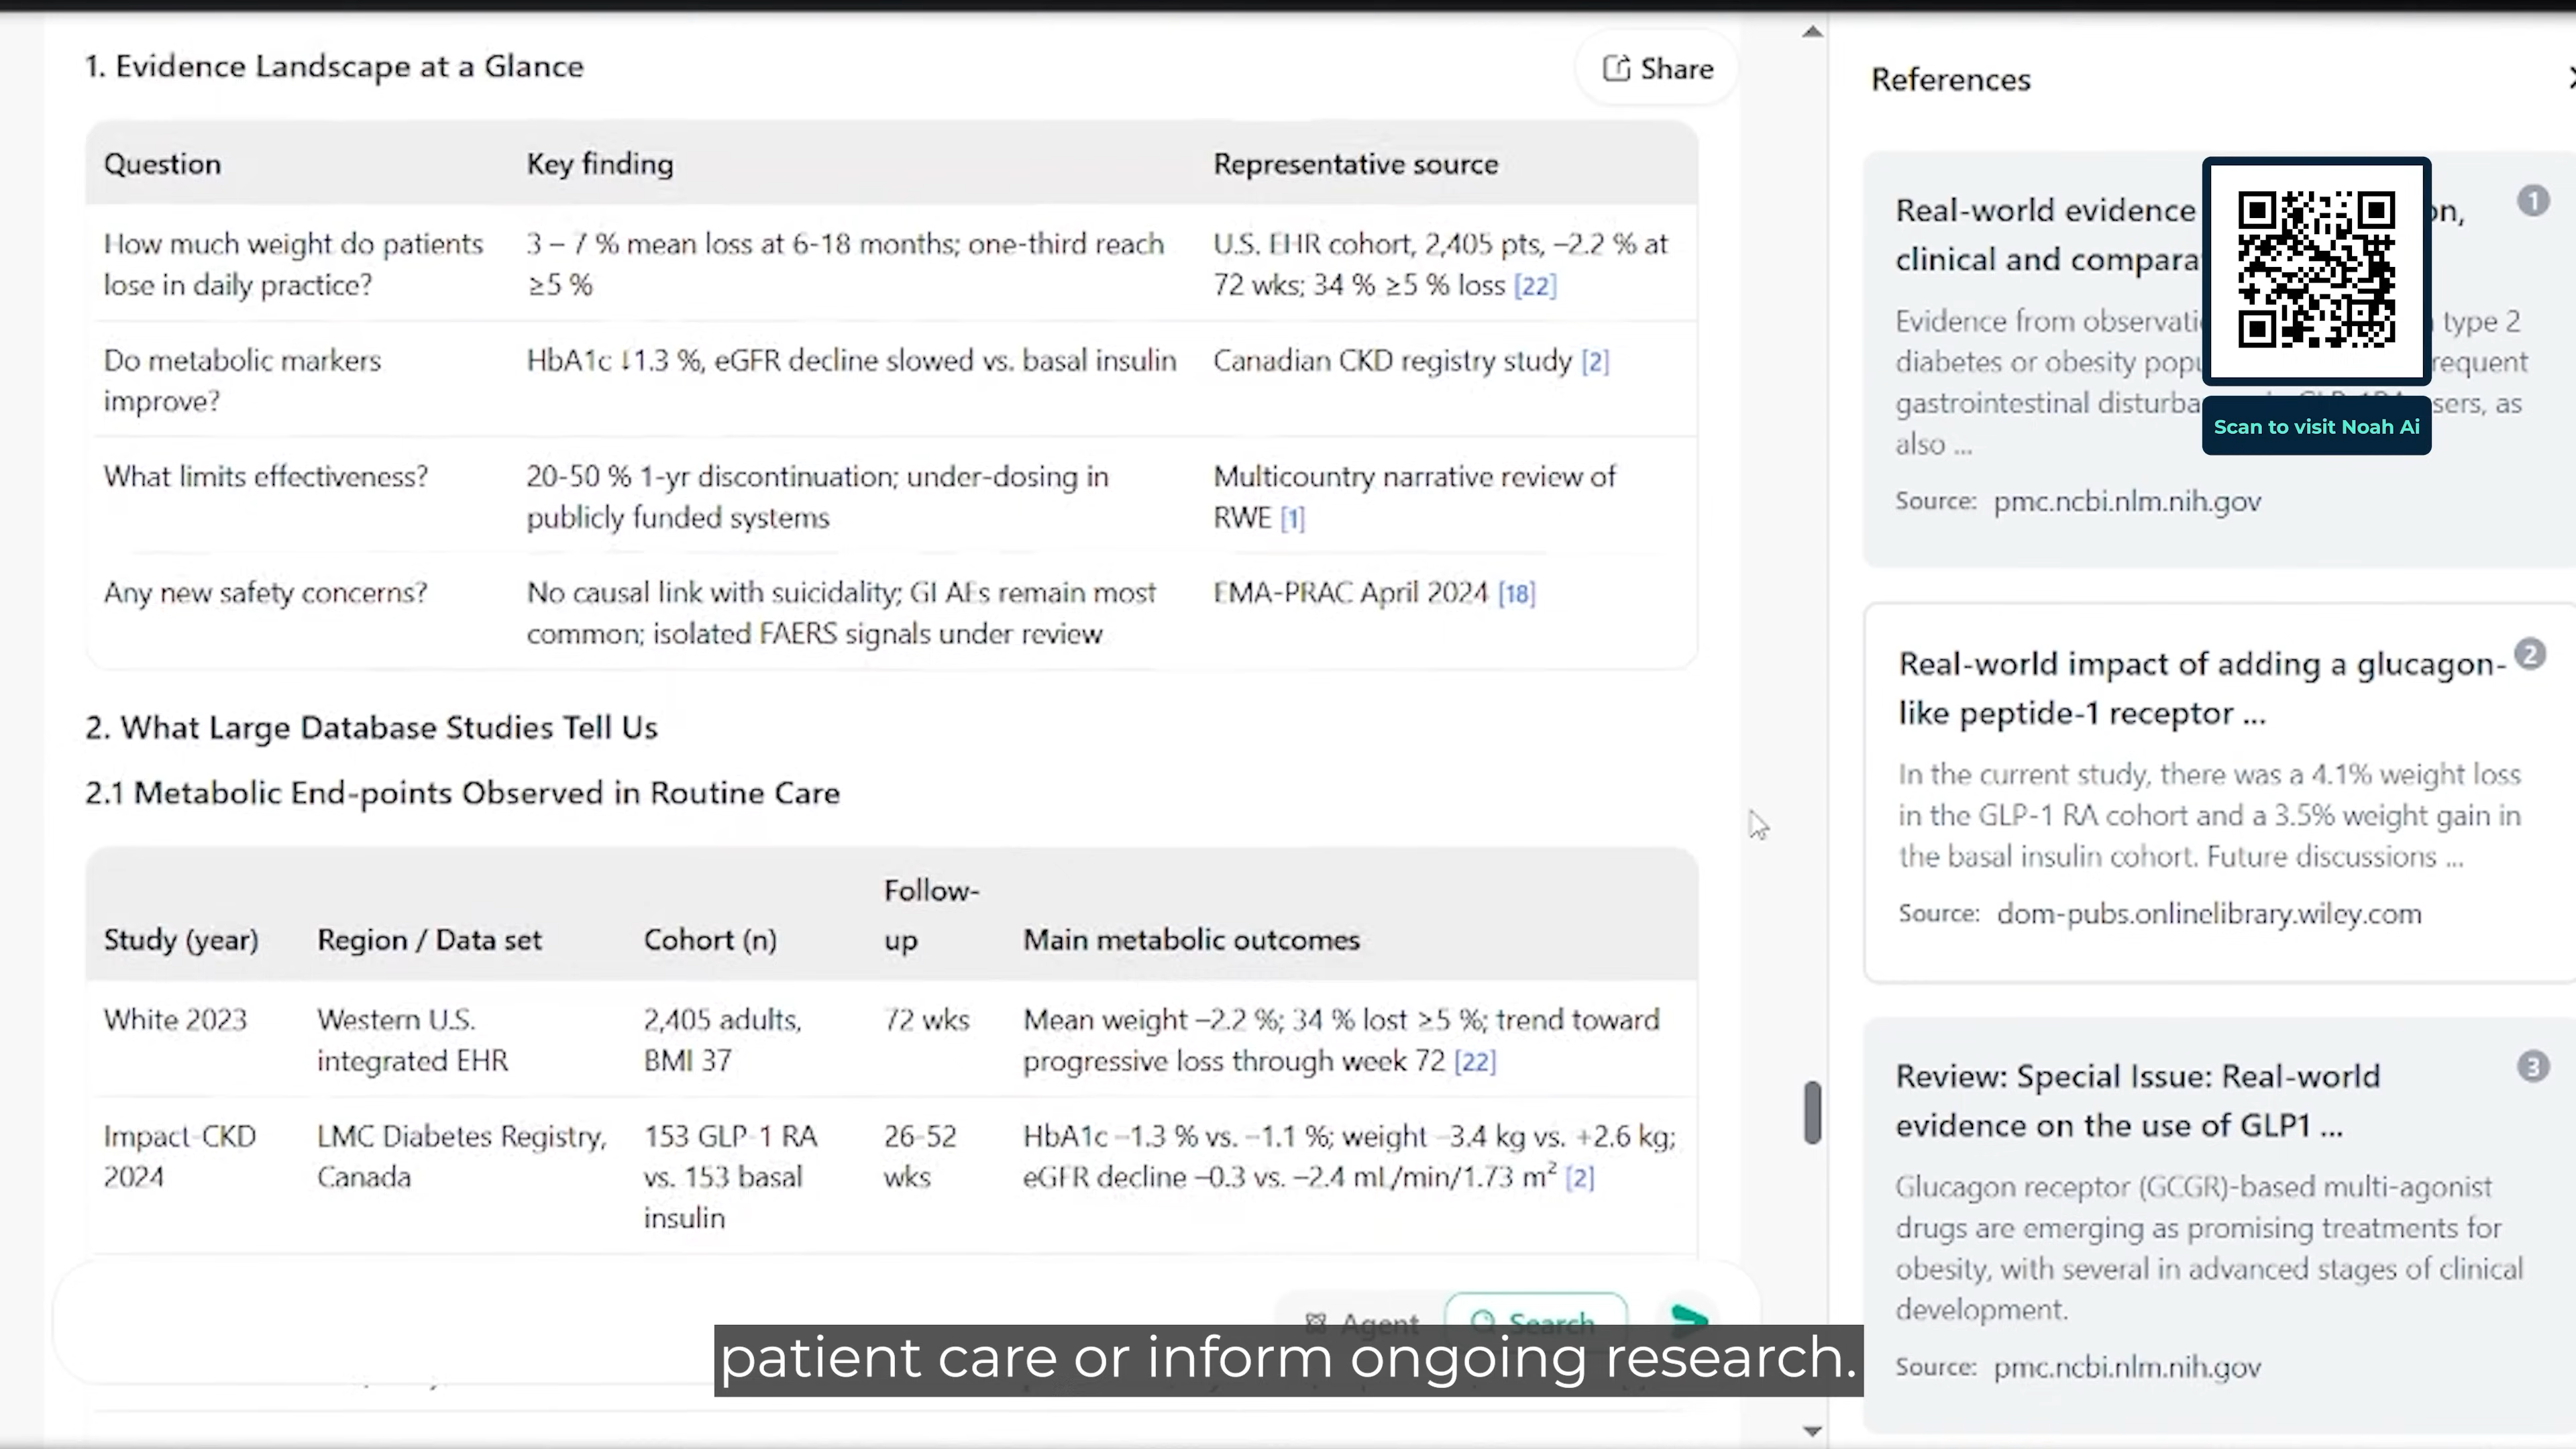 1. Evidence Landscape at a Glance
Share
Question
Key finding
Representative source
How much weight do patients
lose in daily practice?
3 – 7 % mean loss at 6-18 months; one-third reach
≥5 %
U.S. EHR cohort, 2,405 pts, –2.2 % at
72 wks; 34 % ≥5 % loss [22]
Do metabolic markers
improve?
HbA1c ↓1.3 %, eGFR decline slowed vs. basal insulin
Canadian CKD registry study [2]
What limits effectiveness?
20-50 % 1-yr discontinuation; under-dosing in
publicly funded systems
Multicountry narrative review of
RWE [1]
Any new safety concerns?
No causal link with suicidality; GI AEs remain most
common; isolated FAERS signals under review
EMA-PRAC April 2024 [18]
2. What Large Database Studies Tell Us
2.1 Metabolic End-points Observed in Routine Care
Study (year)
Region / Data set
Cohort (n)
Follow-
up
Main metabolic outcomes
White 2023
Western U.S.
integrated EHR
2,405 adults,
BMI 37
72 wks
Mean weight –2.2 %; 34 % lost ≥5 %; trend toward
progressive loss through week 72 [22]
Impact-CKD
2024
LMC Diabetes Registry,
Canada
153 GLP-1 RA
vs. 153 basal
insulin
26-52
wks
HbA1c –1.3 % vs. –1.1 %; weight –3.4 kg vs. +2.6 kg;
eGFR decline –0.3 vs. –2.4 mL/min/1.73 m² [2]
Agent
Search
patient care or inform ongoing research.
References
1
Real-world evidence
clinical and compara
Evidence from observati type 2
diabetes or obesity popu requent
gastrointestinal disturba sers, as
also ...
Source: pmc.ncbi.nlm.nih.gov
Scan to visit Noah Ai
2
Real-world impact of adding a glucagon-
like peptide-1 receptor ...
In the current study, there was a 4.1% weight loss
in the GLP-1 RA cohort and a 3.5% weight gain in
the basal insulin cohort. Future discussions ...
Source: dom-pubs.onlinelibrary.wiley.com
3
Review: Special Issue: Real-world
evidence on the use of GLP1 ...
Glucagon receptor (GCGR)-based multi-agonist
drugs are emerging as promising treatments for
obesity, with several in advanced stages of clinical
development.
Source: pmc.ncbi.nlm.nih.gov